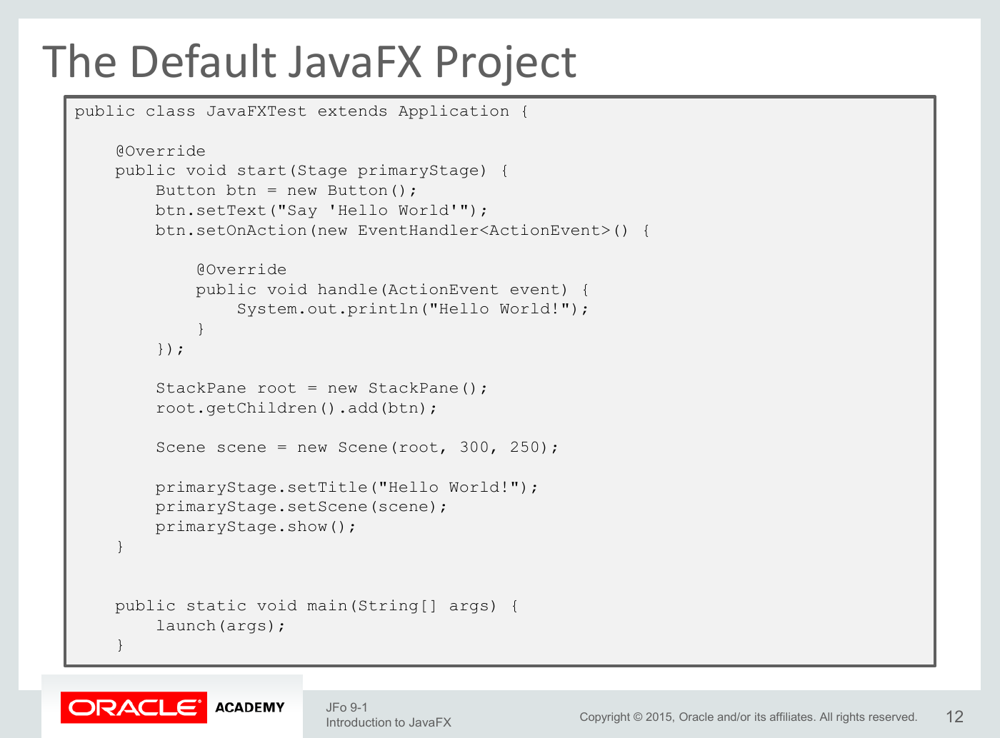 The Default JavaFX Project
public class JavaFXTest extends Application {
@Override
public void start(Stage primaryStage) {
Button btn = new Button();
btn.setText("Say 'Hello World'");
btn.setOnAction(new EventHandler<ActionEvent>() {
@Override
public void handle(ActionEvent event) {
System.out.println("Hello World!");
}
});
StackPane root = new StackPane();
root.getChildren().add(btn);
Scene scene = new Scene(root, 300, 250);
primaryStage.setTitle("Hello World!");
primaryStage.setScene(scene);
primaryStage.show();
}
public static void main(String[] args) {
launch(args);
}
ORACLE ACADEMY
JFo 9-1
Introduction to JavaFX
Copyright © 2015, Oracle and/or its affiliates. All rights reserved.
12